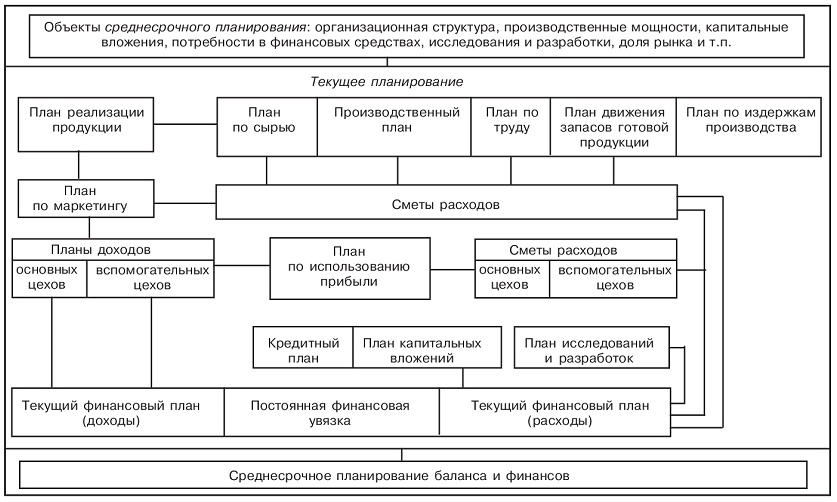 Объекты среднесрочного планирования: организационная структура, производственные мощности, капитальные
вложения, потребности в финансовых средствах, исследования и разработки, доля рынка и т.п.
Текущее планирование
План реализации
продукции
План
по сырью
Производственный
план
План по
труду
План движения
запасов готовой
продукции
План по издержкам
производства
План
по маркетингу
Сметы расходов
Планы доходов
основных
цехов
вспомогательных
цехов
План
по использованию
прибыли
Сметы расходов
основных
цехов
вспомогательных
цехов
Кредитный
план
План капитальных
вложений
План исследований
и разработок
Текущий финансовый план
(доходы)
Постоянная финансовая
увязка
Текущий финансовый план
(расходы)
Среднесрочное планирование баланса и финансов